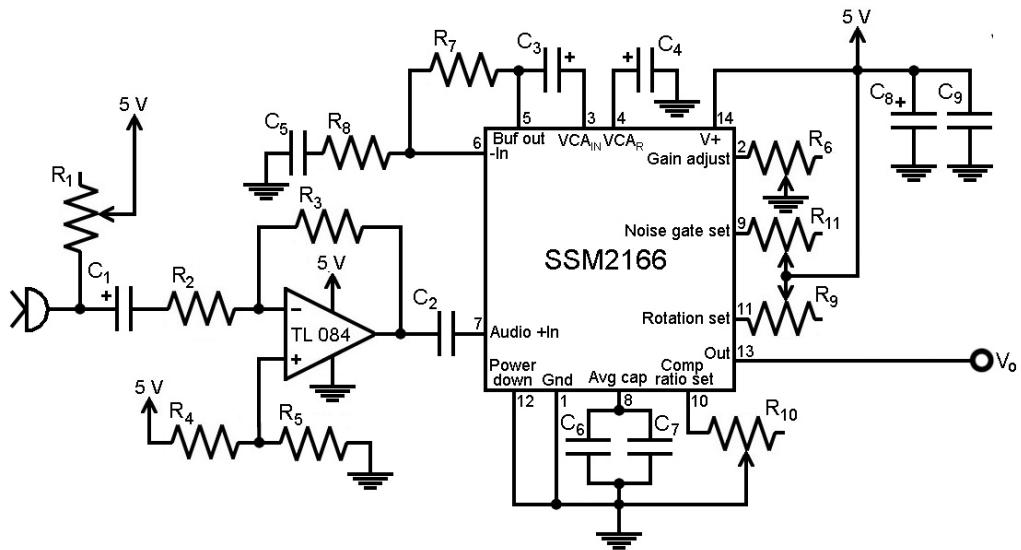 5 V
R7
C3
+
C4
+
5 V
C8
+
C9
5
3
4
14
Buf out
VCAIN
VCAR
V+
C5
R8
6
-In
Gain adjust
2
R6
R1
R3
Noise gate set
9
R11
SSM2166
C1
+
R2
5 V
C2
−
TL 084
+
7
Audio +In
Rotation set
11
R9
Out
13
Vo
Power
down
Gnd
Avg cap
Comp
ratio set
12
1
8
10
5 V
R4
R5
C6
C7
R10